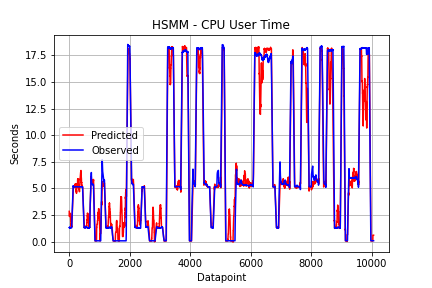 HSMM - CPU User Time
17.5
15.0
12.5
10.0
7.5
5.0
2.5
0.0
Seconds
Predicted
Observed
0 2000 4000 6000 8000 10000
Datapoint